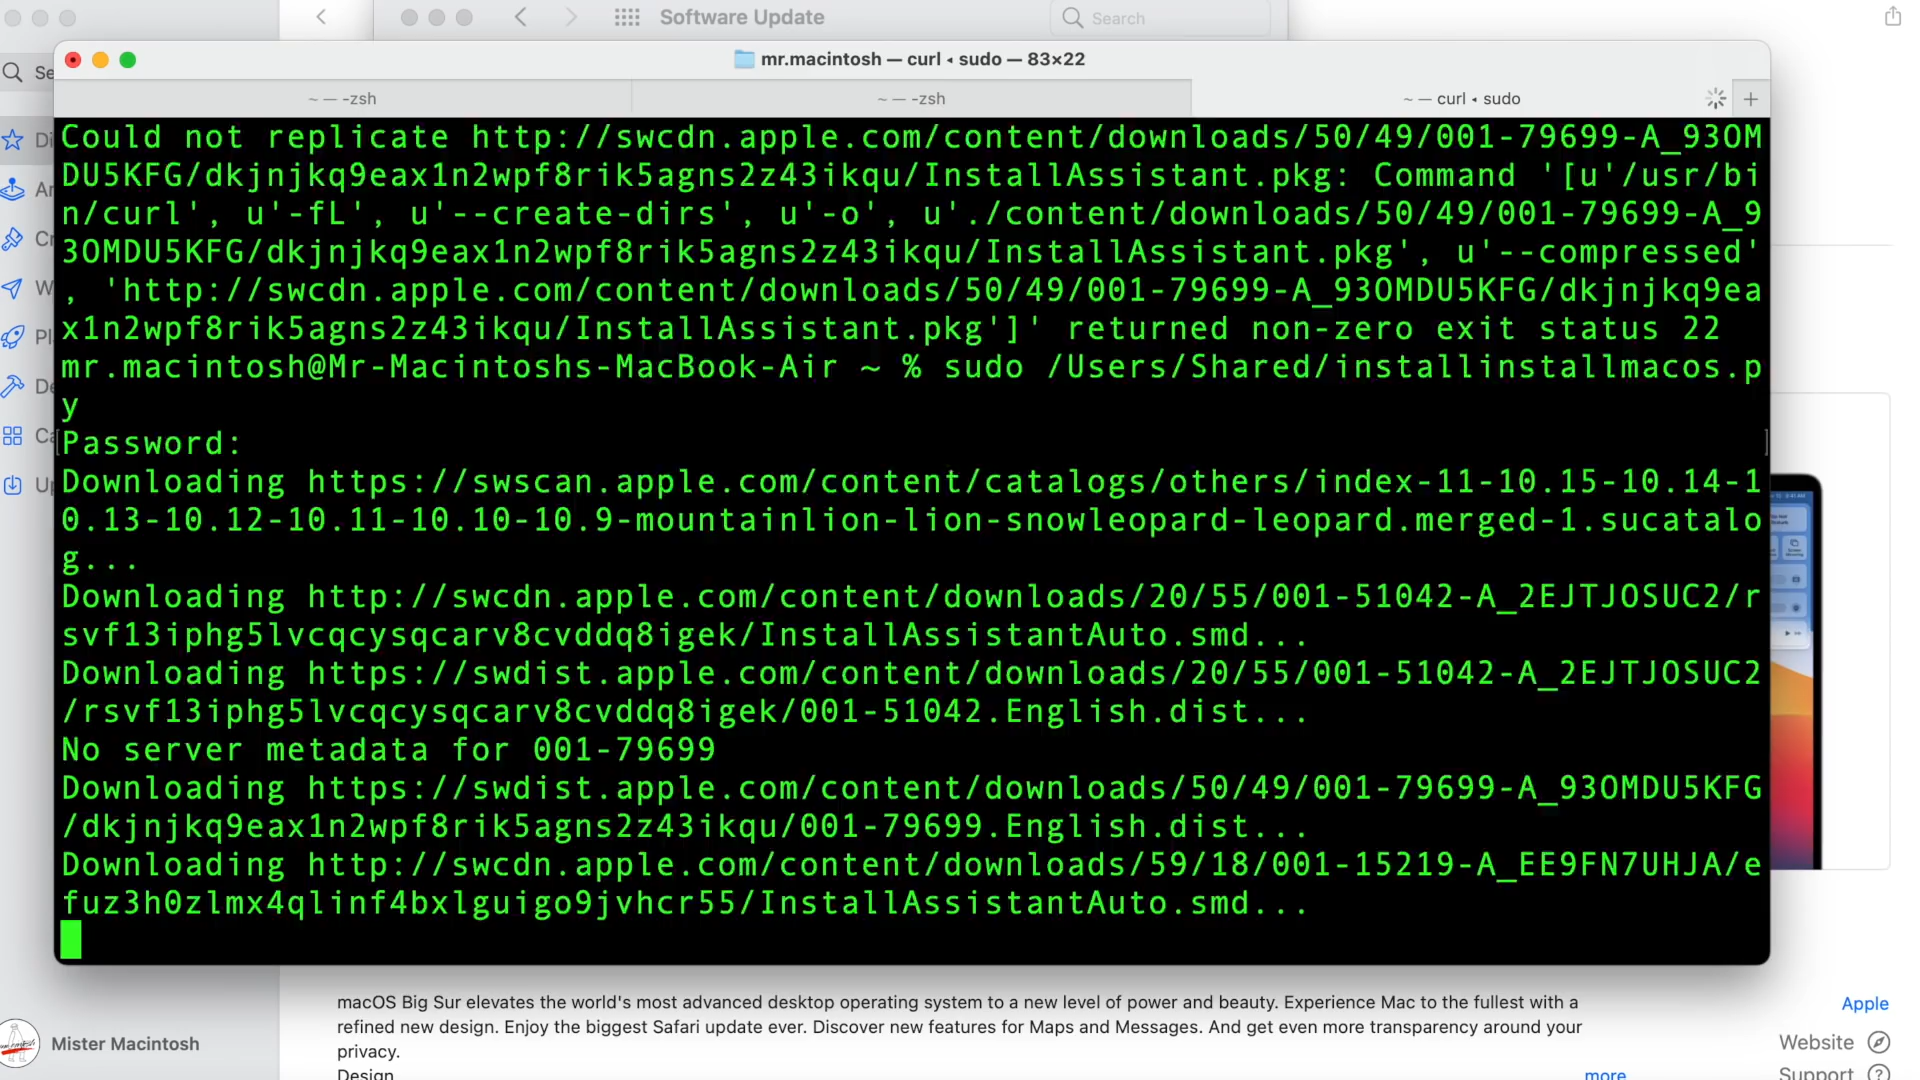 Software Update
Search
mr.macintosh — curl ◂ sudo — 83×22
~ — -zsh
~ — -zsh
~ — curl ◂ sudo
Could not replicate http://swcdn.apple.com/content/downloads/50/49/001-79699-A_93OM
DU5KFG/dkjnjkq9eax1n2wpf8rik5agns2z43ikqu/InstallAssistant.pkg: Command '[u'/usr/bi
n/curl', u'-fL', u'--create-dirs', u'-o', u'./content/downloads/50/49/001-79699-A_9
3OMDU5KFG/dkjnjkq9eax1n2wpf8rik5agns2z43ikqu/InstallAssistant.pkg', u'--compressed'
, 'http://swcdn.apple.com/content/downloads/50/49/001-79699-A_93OMDU5KFG/dkjnjkq9ea
x1n2wpf8rik5agns2z43ikqu/InstallAssistant.pkg']' returned non-zero exit status 22
mr.macintosh@Mr-Macintoshs-MacBook-Air ~ % sudo /Users/Shared/installinstallmacos.p
y
Password:
Downloading https://swscan.apple.com/content/catalogs/others/index-11-10.15-10.14-1
0.13-10.12-10.11-10.10-10.9-mountainlion-lion-snowleopard-leopard.merged-1.sucatalo
g...
Downloading http://swcdn.apple.com/content/downloads/20/55/001-51042-A_2EJTJOSUC2/r
svf13iphg5lvcqcysqcarv8cvddq8igek/InstallAssistantAuto.smd...
Downloading https://swdist.apple.com/content/downloads/20/55/001-51042-A_2EJTJOSUC2
/rsvf13iphg5lvcqcysqcarv8cvddq8igek/001-51042.English.dist...
No server metadata for 001-79699
Downloading https://swdist.apple.com/content/downloads/50/49/001-79699-A_93OMDU5KFG
/dkjnjkq9eax1n2wpf8rik5agns2z43ikqu/001-79699.English.dist...
Downloading http://swcdn.apple.com/content/downloads/59/18/001-15219-A_EE9FN7UHJA/e
fuz3h0zlmx4qlinf4bxlguigo9jvhcr55/InstallAssistantAuto.smd...
Se
Di
Ar
Cr
W
Pl
De
Ca
Up
Mister Macintosh
macOS Big Sur elevates the world's most advanced desktop operating system to a new level of power and beauty. Experience Mac to the fullest with a
refined new design. Enjoy the biggest Safari update ever. Discover new features for Maps and Messages. And get even more transparency around your
privacy.
Design
more
Apple
Website
Support